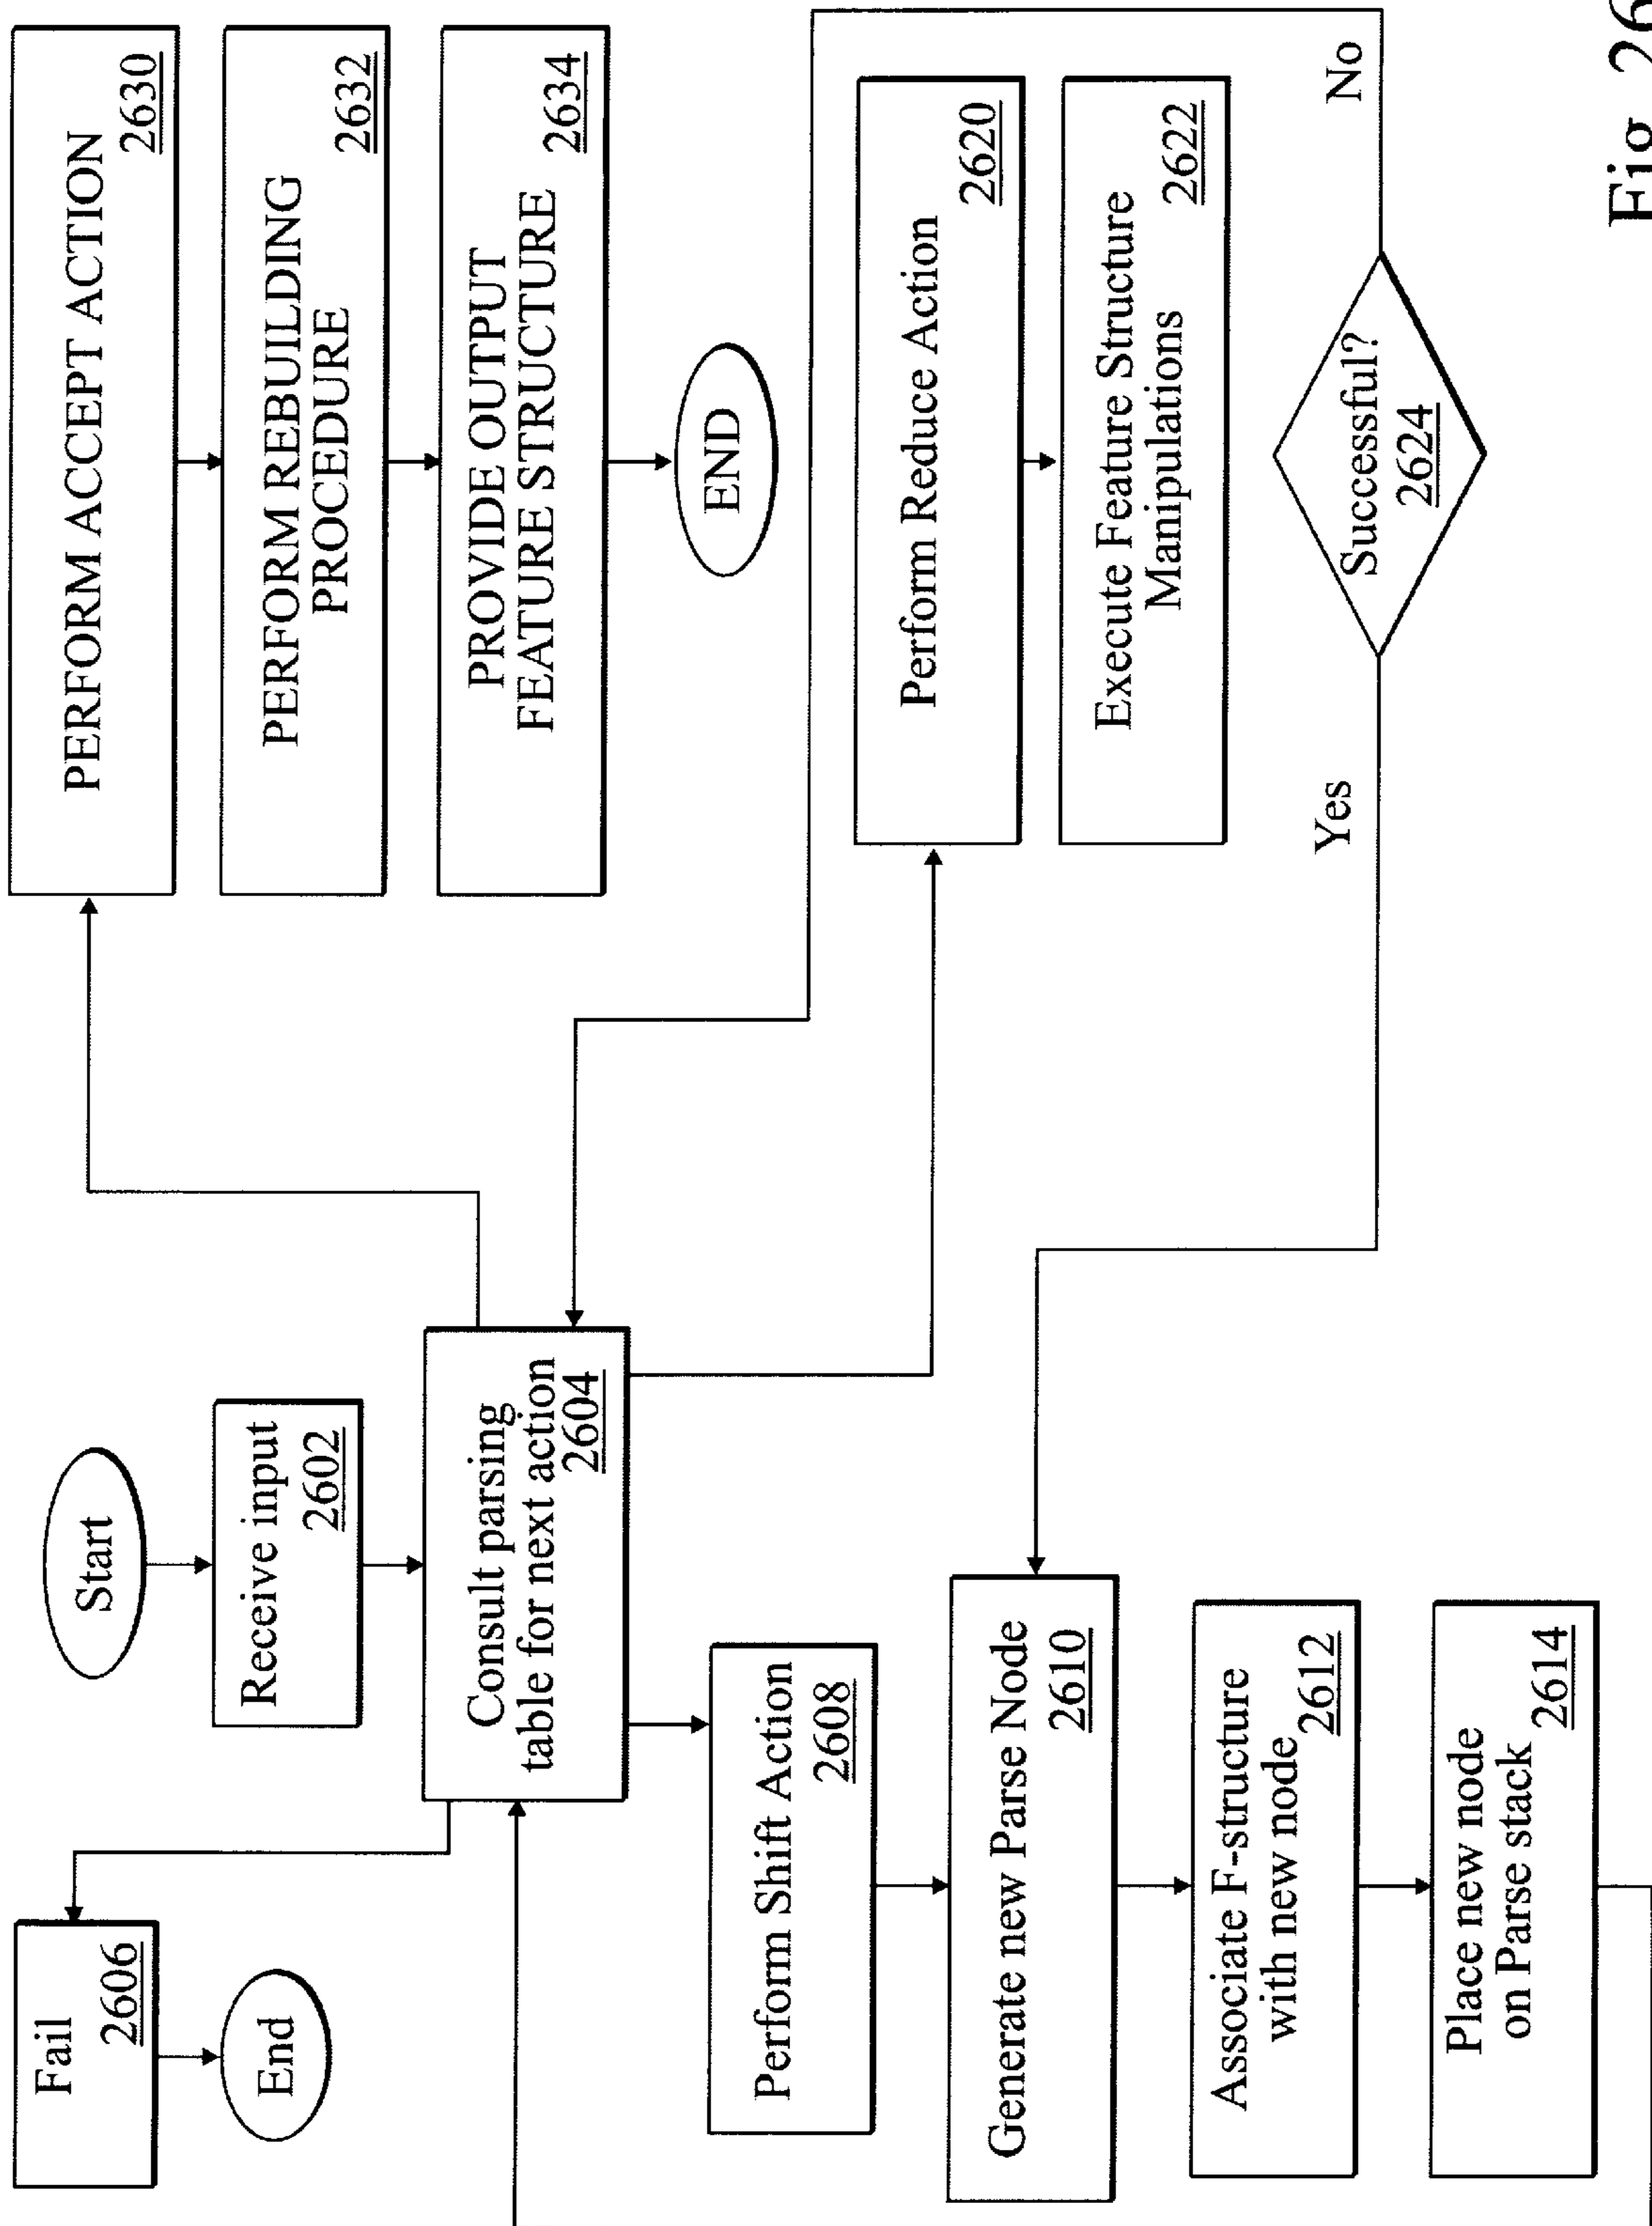 Start
Receive input
2602
Consult parsing
table for next action
2604
Fail
2606
End
Perform Shift Action
2608
Generate new Parse Node
2610
Associate F-structure
with new node
2612
Place new node
on Parse stack
2614
PERFORM ACCEPT ACTION
2630
PERFORM REBUILDING
PROCEDURE
2632
PROVIDE OUTPUT
FEATURE STRUCTURE
2634
END
Perform Reduce Action
2620
Execute Feature Structure
Manipulations
2622
Successful?
2624
Yes
No
Fig. 26